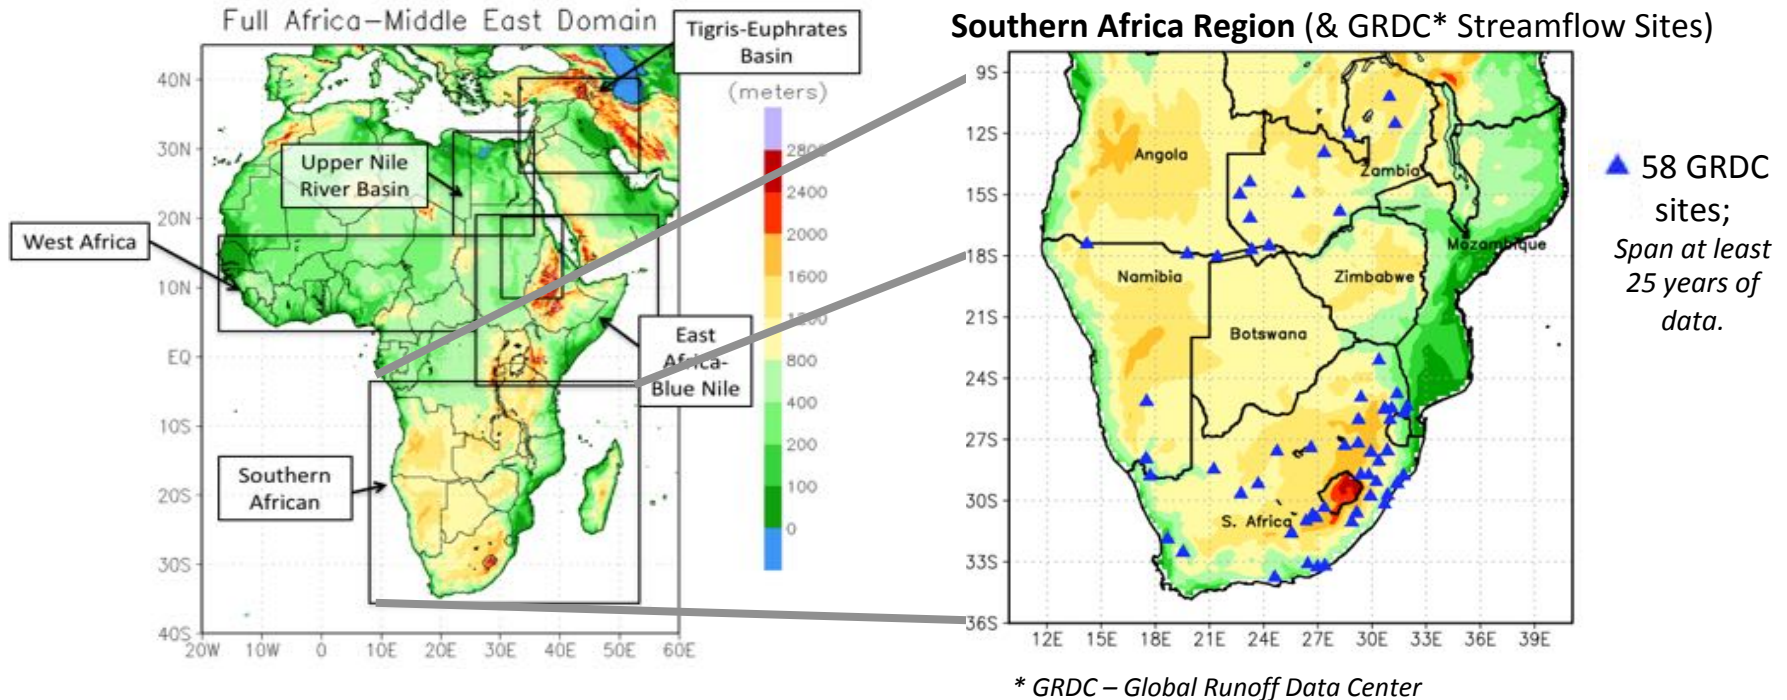 Full Africa–Middle East Domain
Tigris-Euphrates
Basin
(meters)
2800
2400
2000
1600
1200
800
400
200
100
0
Upper Nile
River Basin
West Africa
East
Africa-
Blue Nile
Southern
African
40N
30N
20N
10N
EQ
10S
20S
30S
40S
20W 10W 0 10E 20E 30E 40E 50E 60E
Southern Africa Region (& GRDC* Streamflow Sites)
9S
12S
15S
18S
21S
24S
27S
30S
33S
36S
Angola
Zambia
Mozambique
Namibia
Zimbabwe
Botswana
S. Africa
12E 15E 18E 21E 24E 27E 30E 33E 36E 39E
58 GRDC
sites;
Span at least
25 years of
data.
* GRDC – Global Runoff Data Center